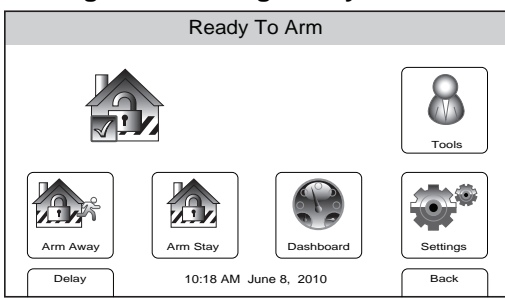 Ready To Arm
Tools
Arm Away
Arm Stay
Dashboard
Settings
Delay
10:18 AM June 8, 2010
Back